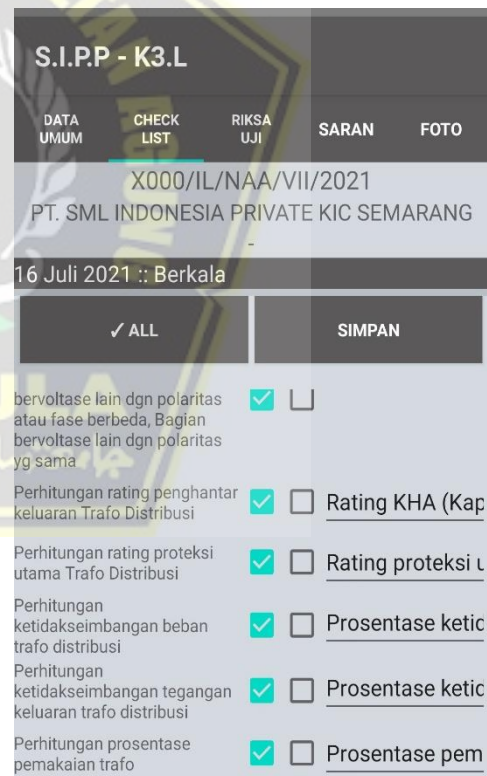 S.I.P.P - K3.L
DATA UMUM
CHECK LIST
RIKSA UJI
SARAN
FOTO
X000/IL/NAA/VII/2021
PT. SML INDONESIA PRIVATE KIC SEMARANG
-
16 Juli 2021 :: Berkala
✓ ALL
SIMPAN
bervoltase lain dgn polaritas
atau fase berbeda, Bagian
bervoltase lain dgn polaritas
yg sama
Perhitungan rating penghantar
keluaran Trafo Distribusi
Rating KHA (Kap
Perhitungan rating proteksi
utama Trafo Distribusi
Rating proteksi u
Perhitungan
ketidakseimbangan beban
trafo distribusi
Prosentase ketid
Perhitungan
ketidakseimbangan tegangan
keluaran trafo distribusi
Prosentase ketid
Perhitungan prosentase
pemakaian trafo
Prosentase pem